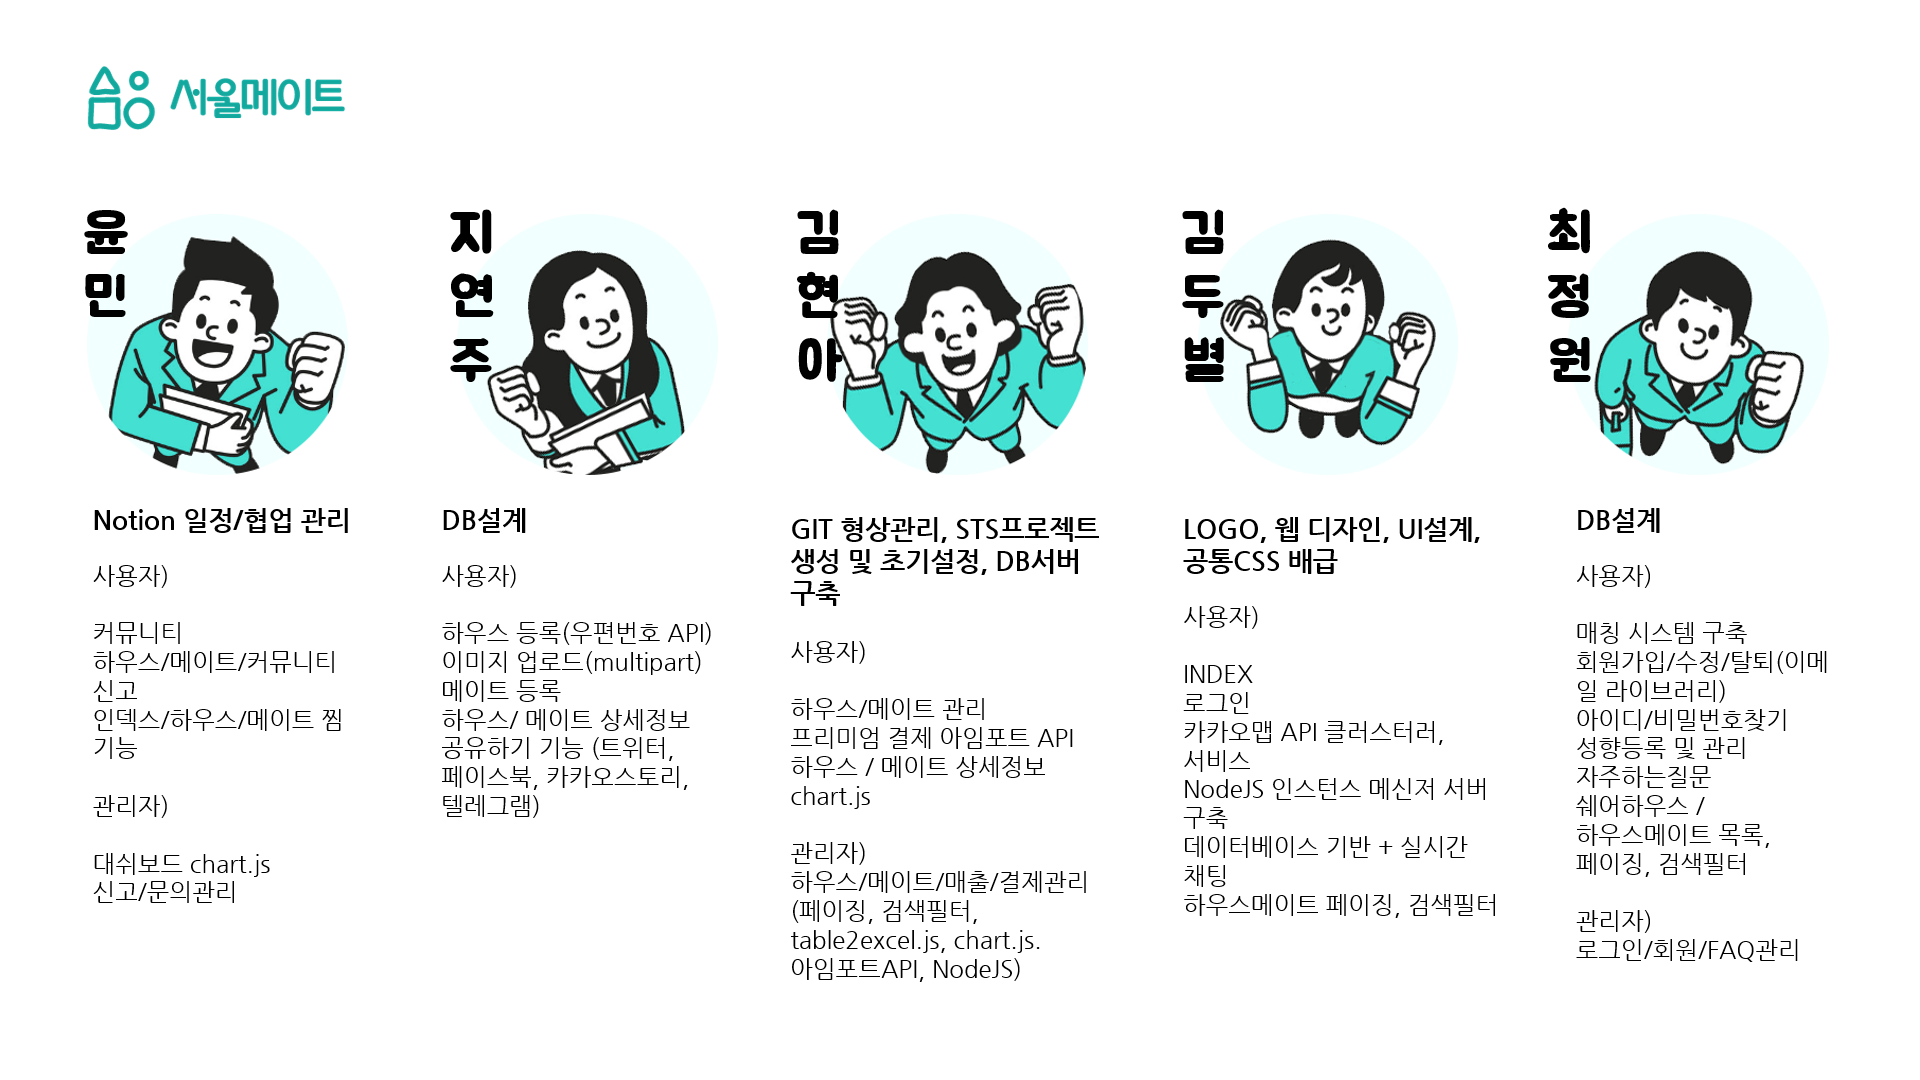 서울메이트
윤민
Notion 일정/협업 관리
사용자)
커뮤니티
하우스/메이트/커뮤니티
신고
인덱스/하우스/메이트 찜
기능
관리자)
대쉬보드 chart.js
신고/문의관리
지연주
DB설계
사용자)
하우스 등록(우편번호 API)
이미지 업로드(multipart)
메이트 등록
하우스/ 메이트 상세정보
공유하기 기능 (트위터,
페이스북, 카카오스토리,
텔레그램)
김현아
GIT 형상관리, STS프로젝트
생성 및 초기설정, DB서버
구축
사용자)
하우스/메이트 관리
프리미엄 결제 아임포트 API
하우스 / 메이트 상세정보
chart.js
관리자)
하우스/메이트/매출/결제관리
(페이징, 검색필터,
table2excel.js, chart.js.
아임포트API, NodeJS)
김두별
LOGO, 웹 디자인, UI설계,
공통CSS 배급
사용자)
INDEX
로그인
카카오맵 API 클러스터러,
서비스
NodeJS 인스턴스 메신저 서버
구축
데이터베이스 기반 + 실시간
채팅
하우스메이트 페이징, 검색필터
최정원
DB설계
사용자)
매칭 시스템 구축
회원가입/수정/탈퇴(이메
일 라이브러리)
아이디/비밀번호찾기
성향등록 및 관리
자주하는질문
쉐어하우스 /
하우스메이트 목록,
페이징, 검색필터
관리자)
로그인/회원/FAQ관리